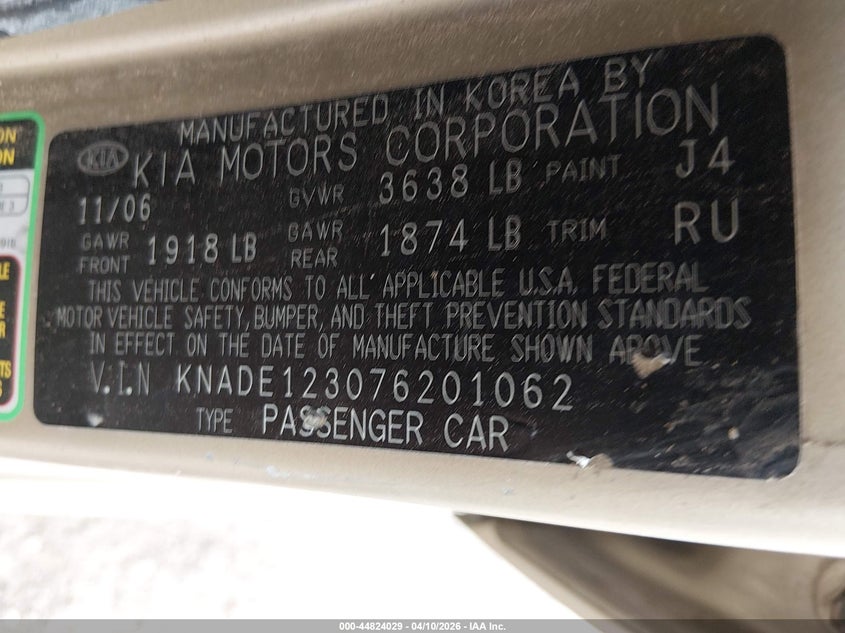 MANUFACTURED IN KOREA BY
KIA KIA MOTORS CORPORATION
11/06 GVWR 3638 LB PAINT J4
GAWR FRONT 1918 LB GAWR REAR 1874 LB TRIM RU
THIS VEHICLE CONFORMS TO ALL APPLICABLE U.S.A. FEDERAL
MOTOR VEHICLE SAFETY, BUMPER, AND THEFT PREVENTION STANDARDS
IN EFFECT ON THE DATE OF MANUFACTURE SHOWN ABOVE
V.I.N KNADE123076201062
TYPE PASSENGER CAR
000-44824029 - 04/10/2026 - IAA Inc.